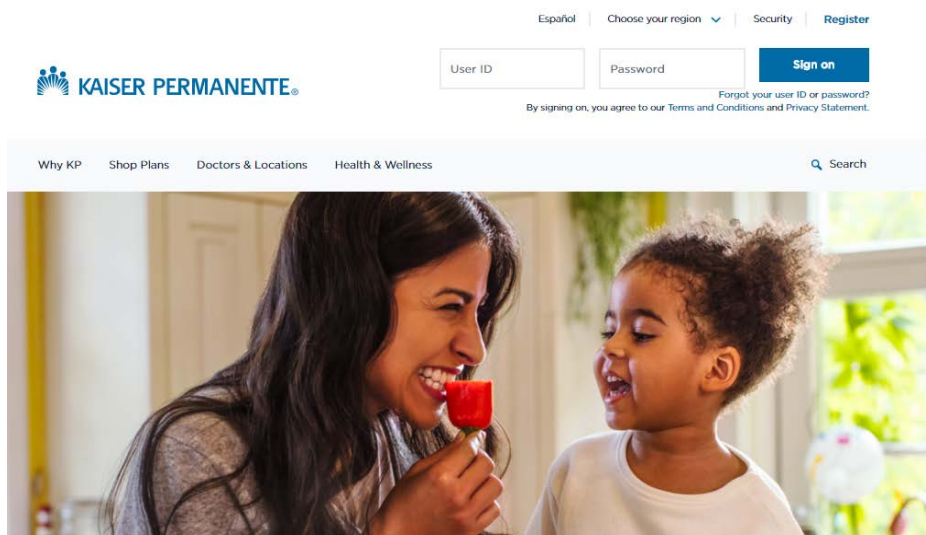 Español
Choose your region
Security
Register
KAISER PERMANENTE®
User ID
Password
Sign on
Forgot your user ID or password?
By signing on, you agree to our Terms and Conditions and Privacy Statement.
Why KP
Shop Plans
Doctors & Locations
Health & Wellness
Search